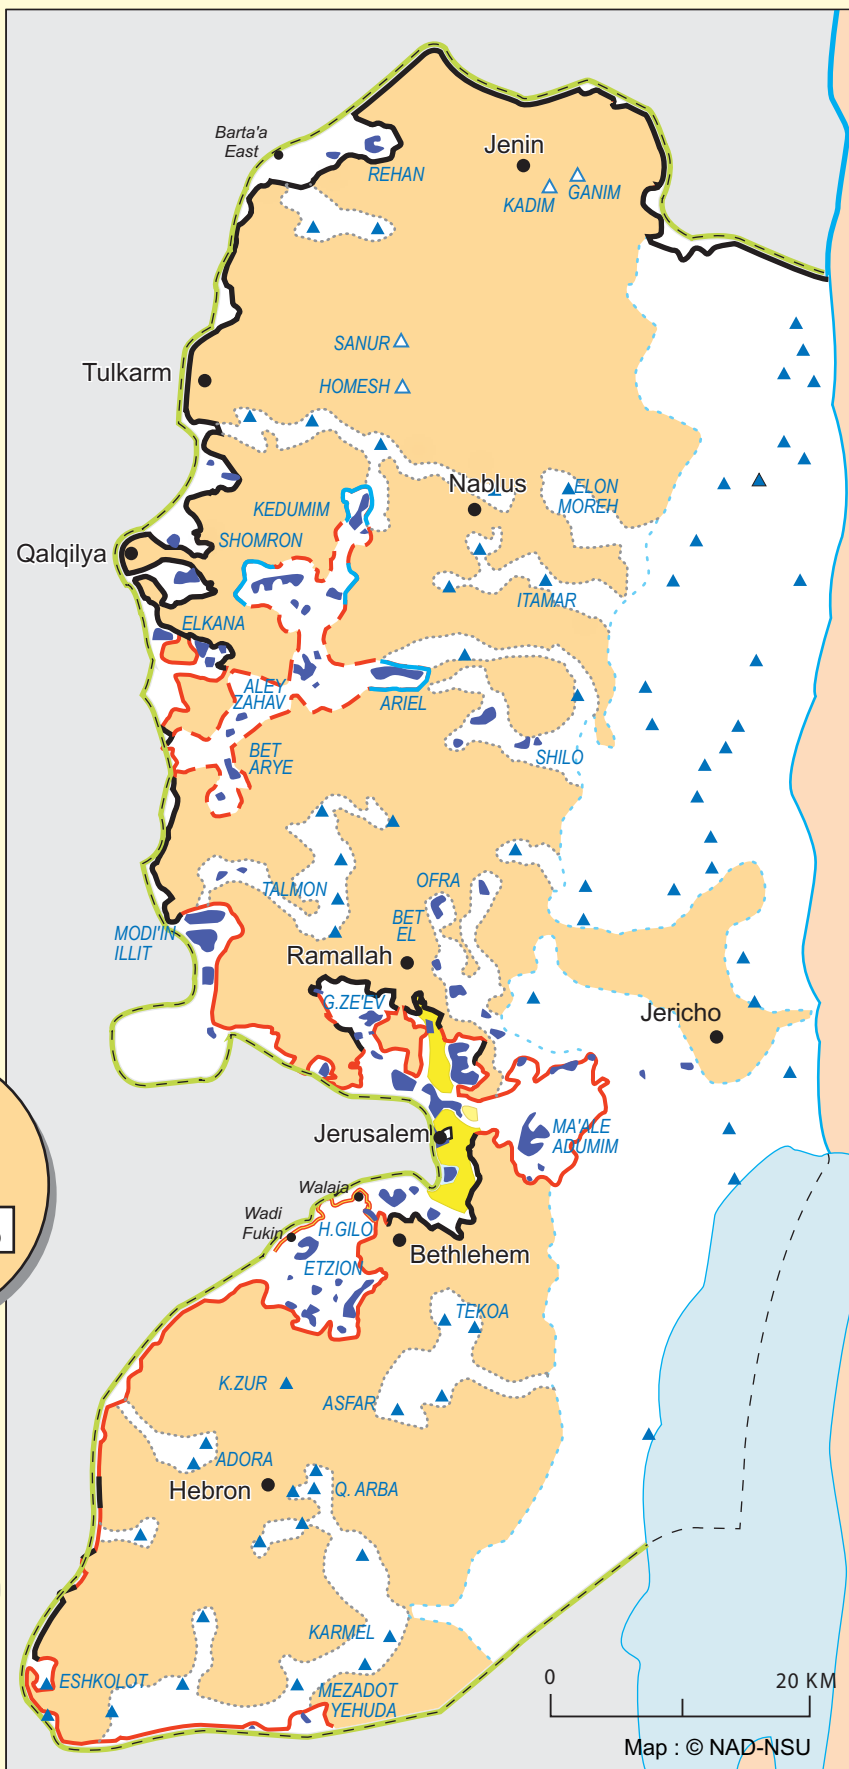 Barta'a
East
Jenin
REHAN
GANIM
KADIM
SANUR
Tulkarm
HOMESH
Nablus
ELON
MOREH
KEDUMIM
SHOMRON
Qalqilya
ITAMAR
ELKANA
ALEY
ZAHAV
ARIEL
BET
ARYE
SHILO
OFRA
TALMON
BET
EL
MODI'IN
ILLIT
Ramallah
G.ZE'EV
Jericho
Jerusalem
MA'ALE
ADUMIM
Walaja
Wadi
Fukin
H.GILO
Bethlehem
ETZION
TEKOA
K.ZUR
ASFAR
ADORA
Hebron
Q. ARBA
KARMEL
ESHKOLOT
MEZADOT
YEHUDA
0
20 KM
Map : © NAD-NSU